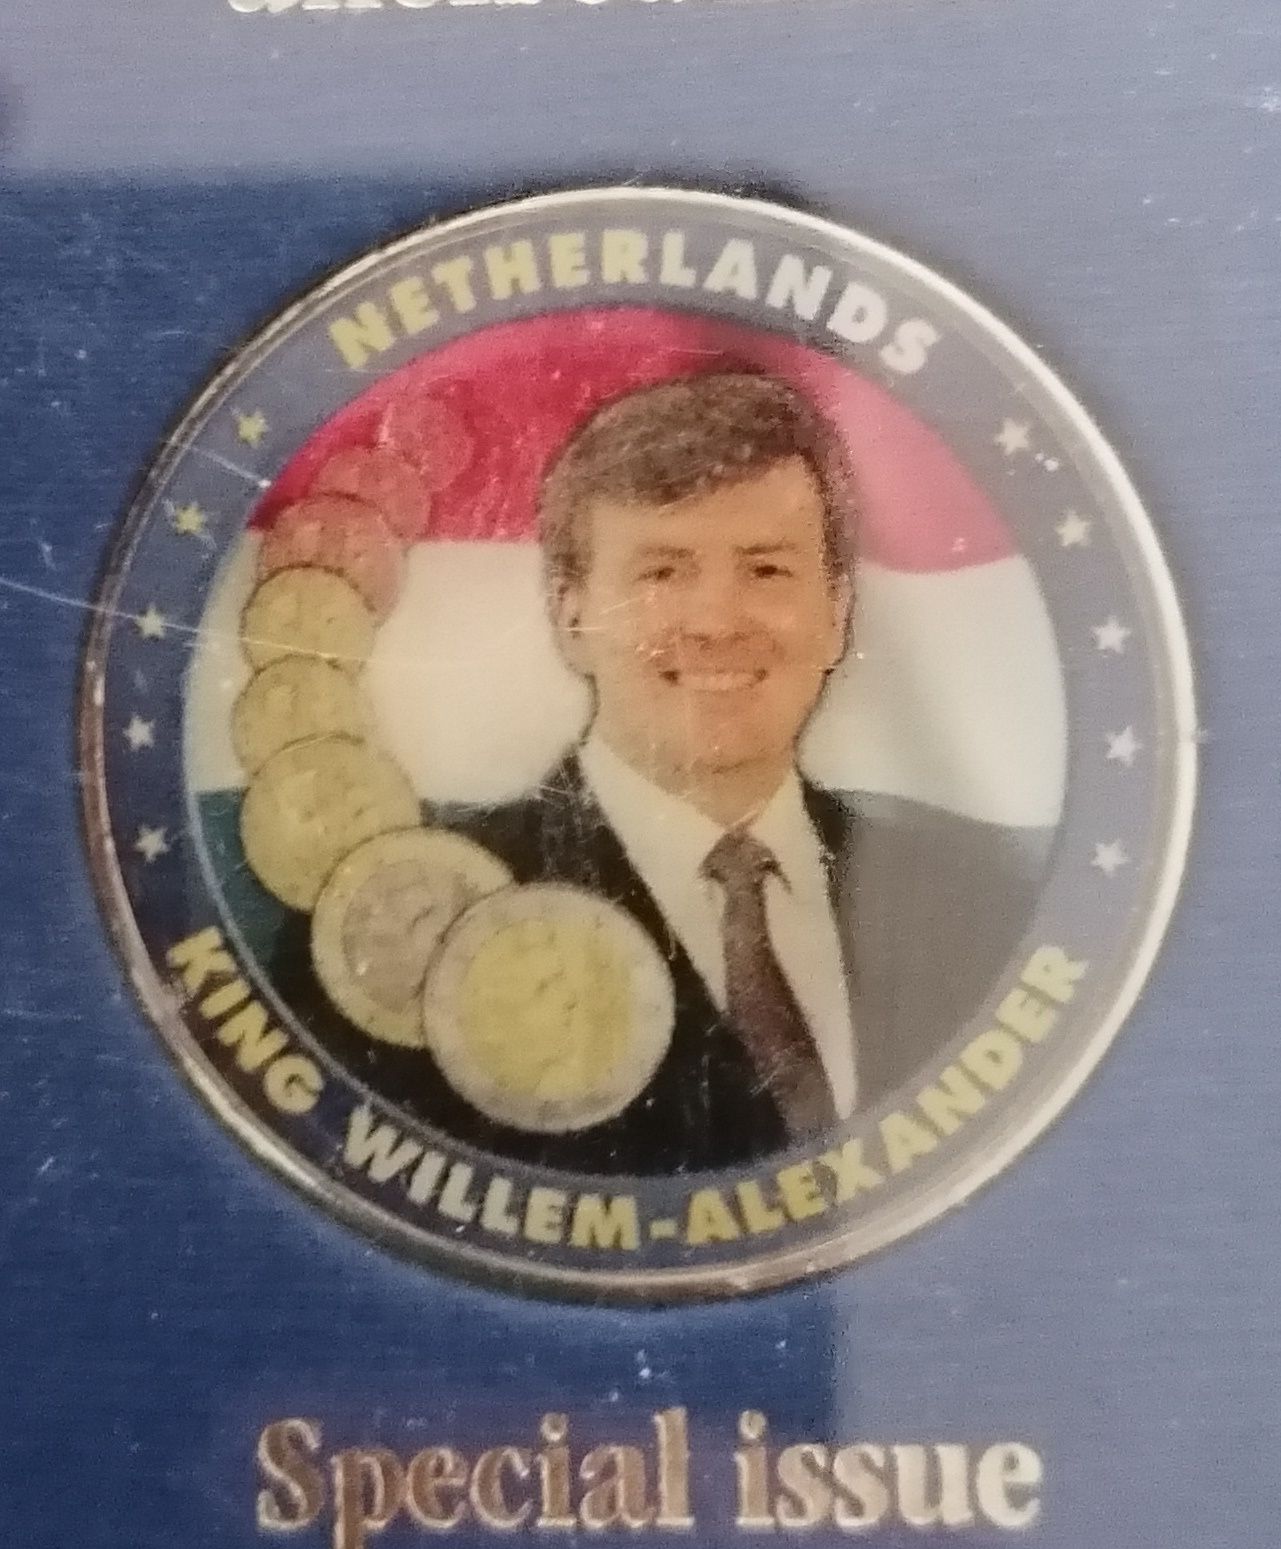 NETHERLANDS
KING WILLEM-ALEXANDER
Special issue